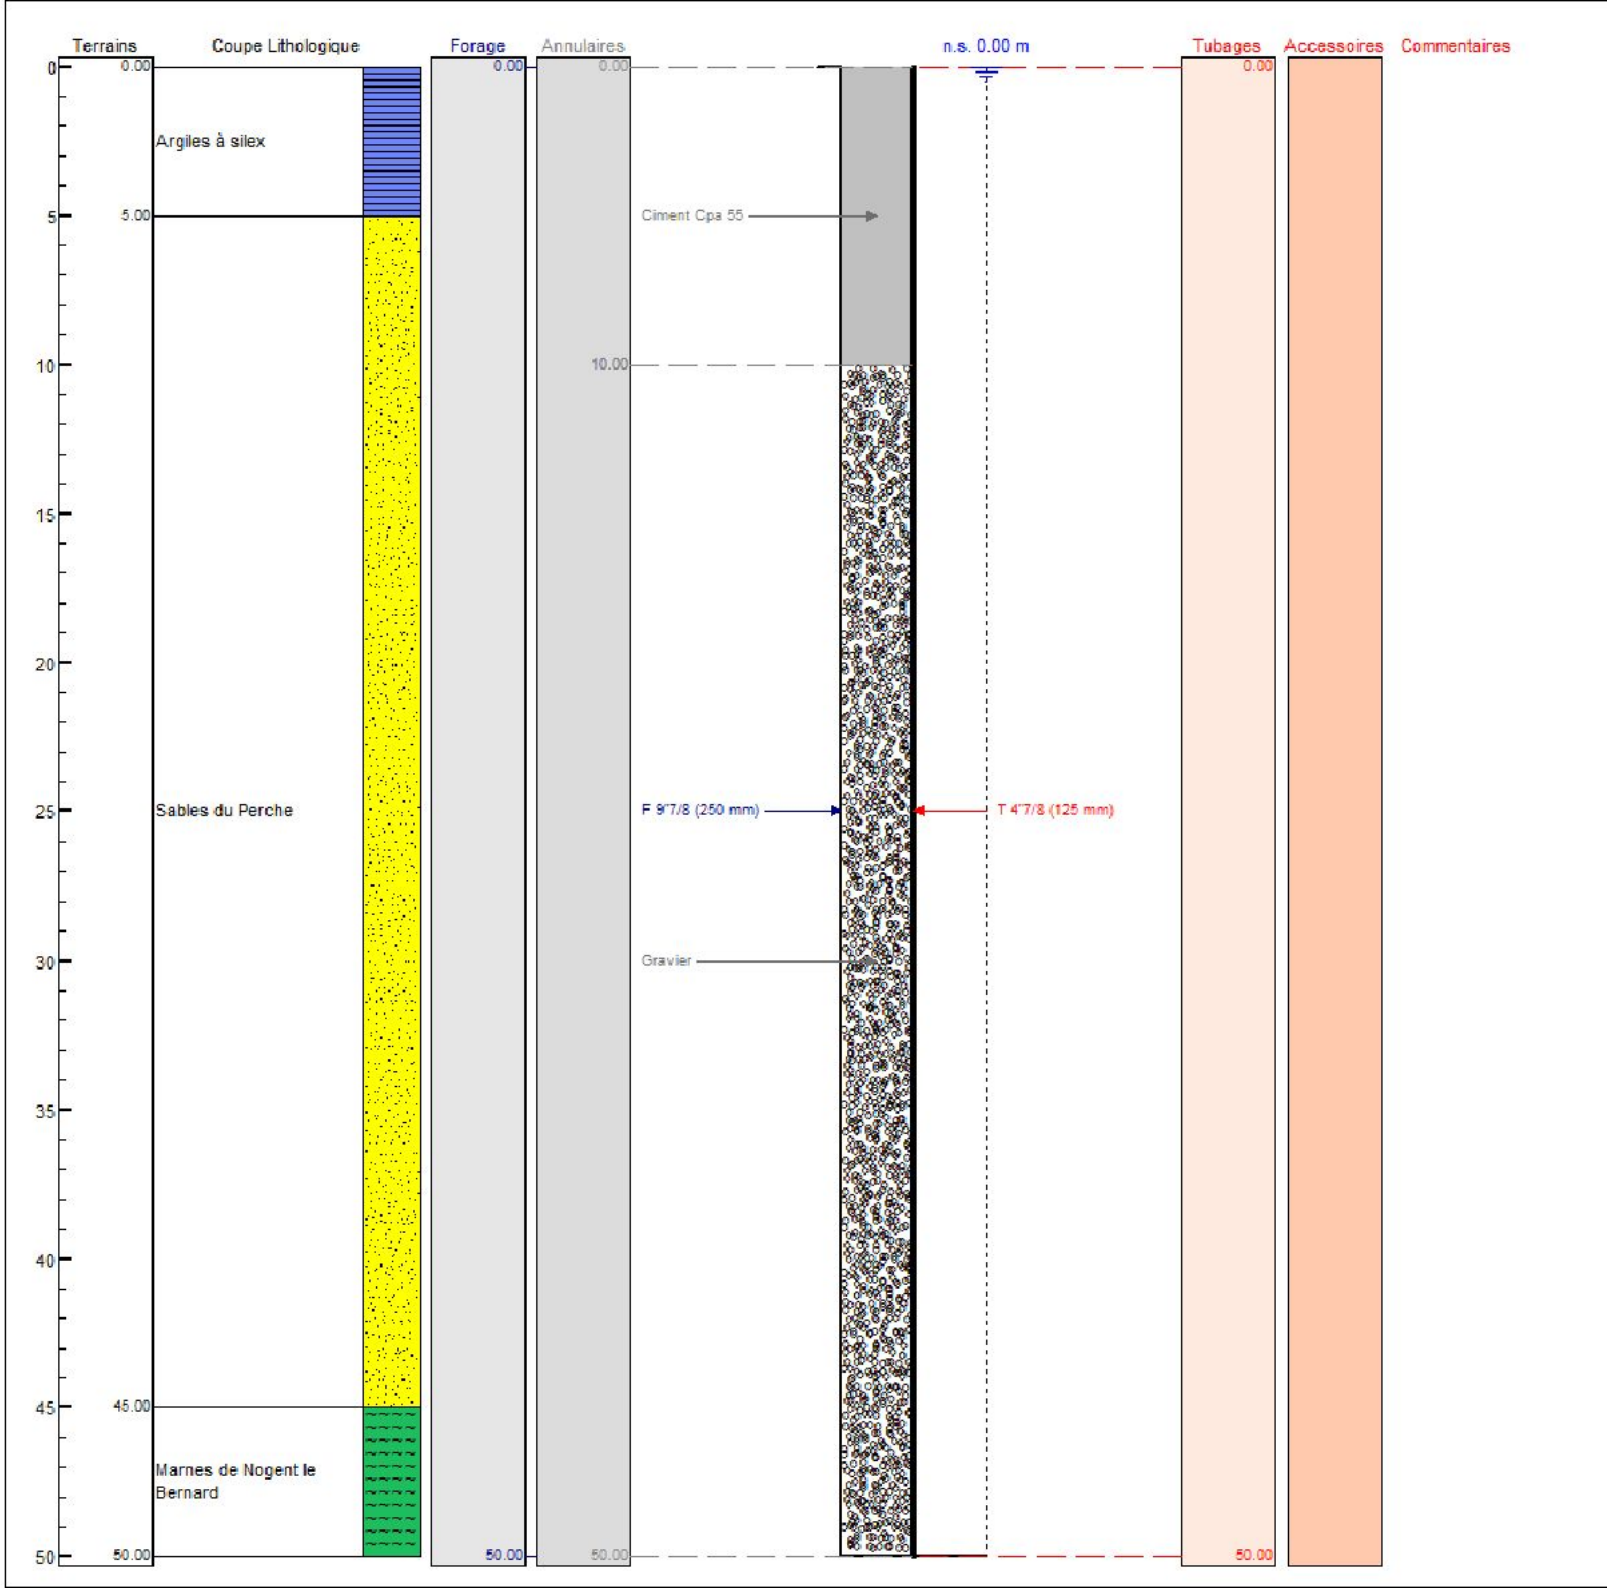 Terrains Coupe Lithologique Forage Annulaires n.s. 0.00 m Tubages Accessoires Commentaires
0 0.00 0.00 0.00 0.00
Argiles à silex
5 5.00 Ciment Cpa 55
10 10.00
15
20
25 Sables du Perche F 9"7/8 (250 mm) T 4"7/8 (125 mm)
30 Gravier
35
40
45 45.00
Marnes de Nogent le
Bernard
50 50.00 50.00 50.00 50.00